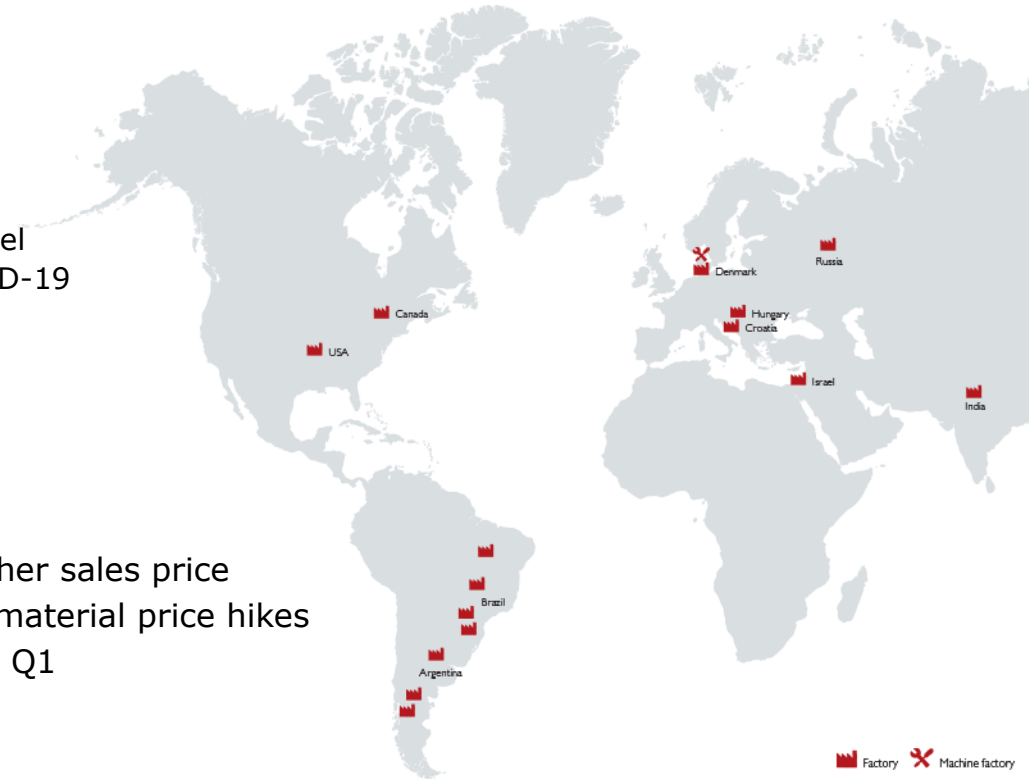 el
D-19
her sales price
material price hikes
Q1
Canada
USA
Denmark
Russia
Hungary
Croatia
Israel
India
Brazil
Argentina
Factory Machine factory